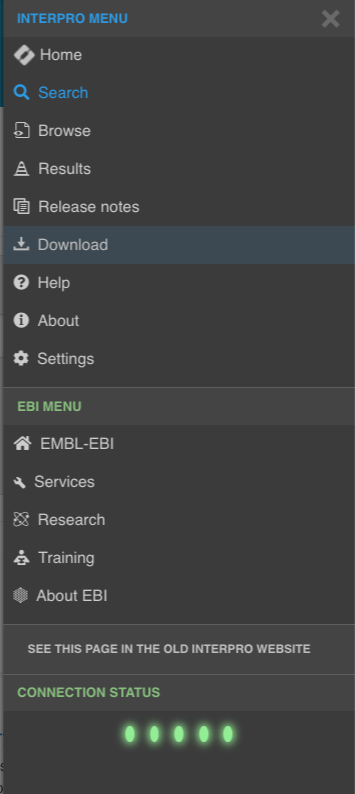 INTERPRO MENU
Home
Search
Browse
Results
Release notes
Download
Help
About
Settings
EBI MENU
EMBL-EBI
Services
Research
Training
About EBI
SEE THIS PAGE IN THE OLD INTERPRO WEBSITE
CONNECTION STATUS